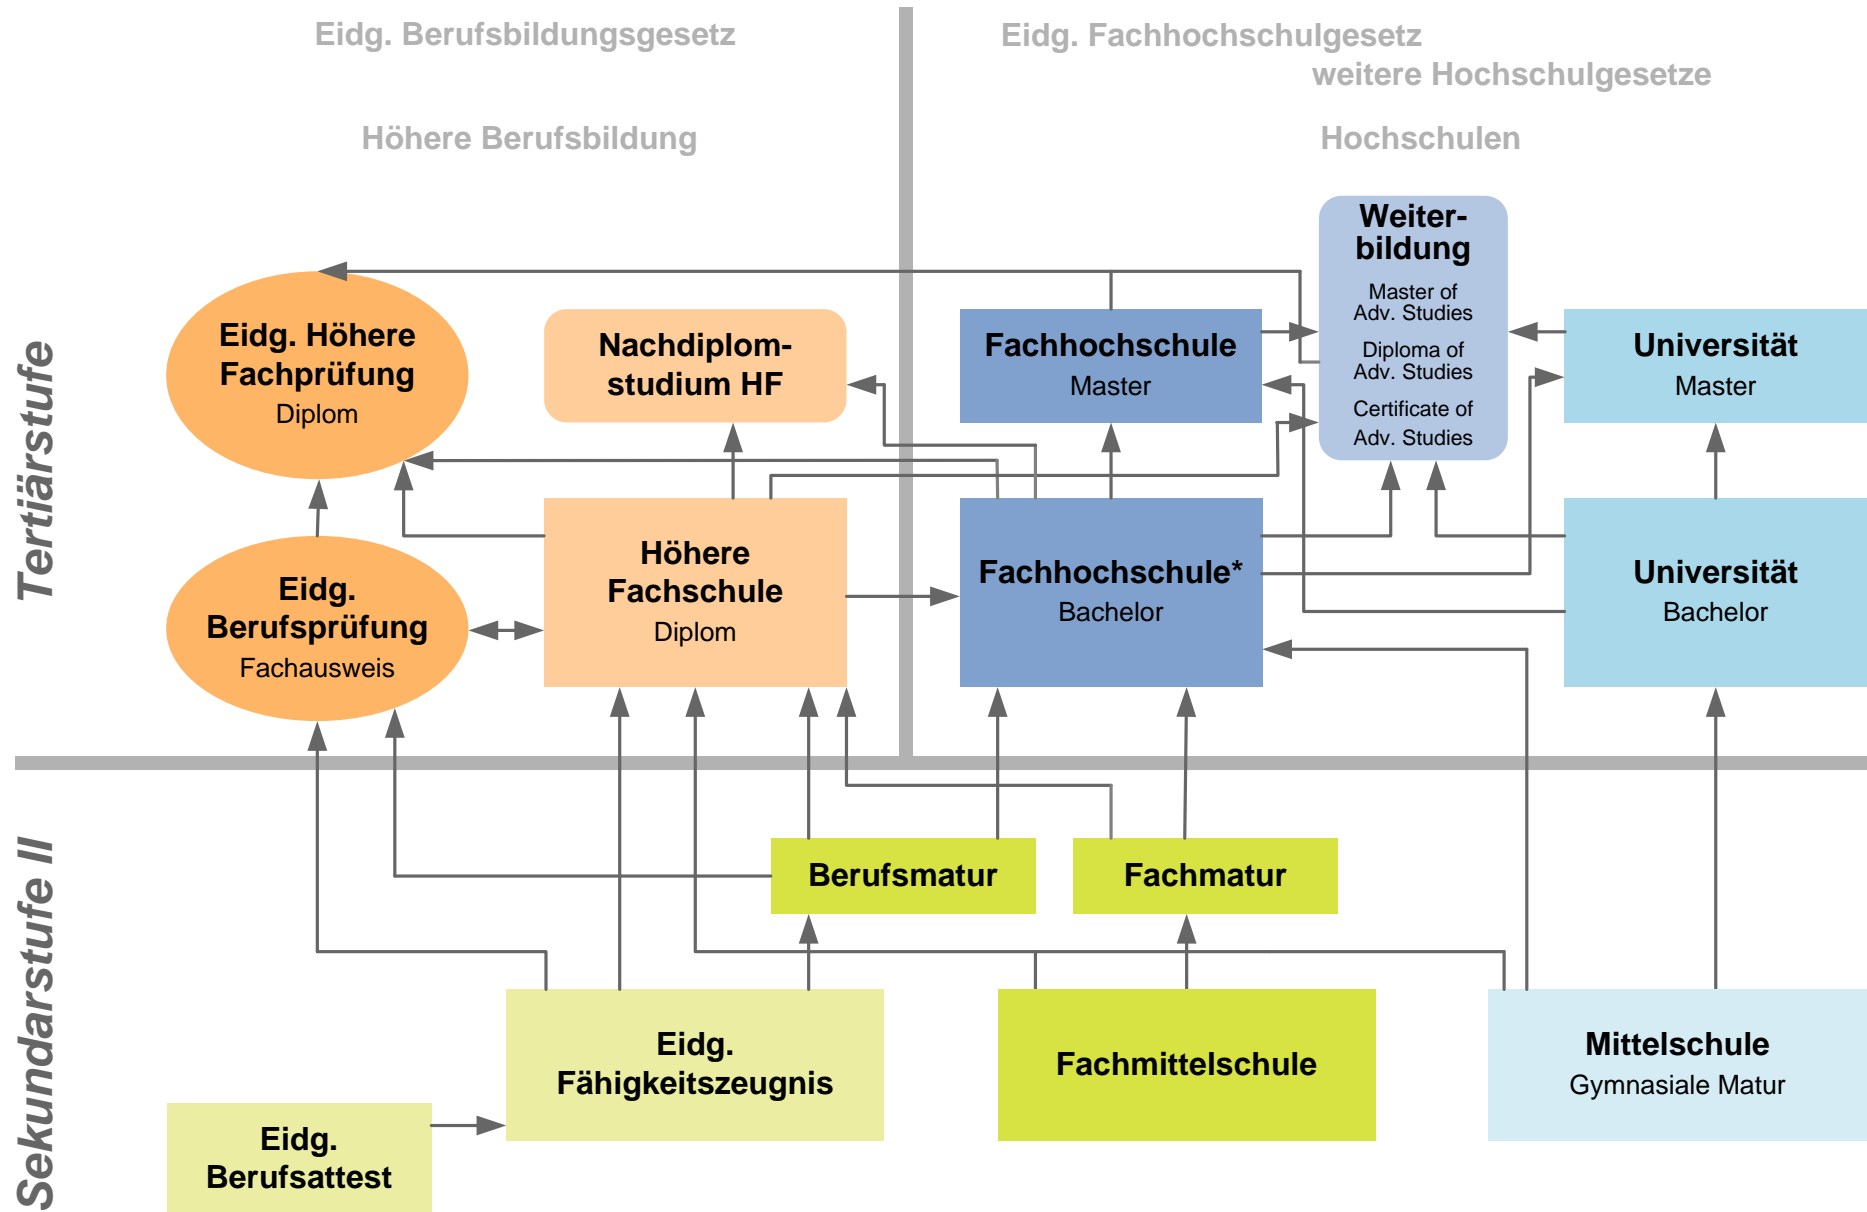 Eidg. Berufsbildungsgesetz
Eidg. Fachhochschulgesetz
weitere Hochschulgesetze
Höhere Berufsbildung
Hochschulen
Tertiärstufe
Weiter-
bildung
Master of
Adv. Studies
Diploma of
Adv. Studies
Certificate of
Adv. Studies
Eidg. Höhere
Fachprüfung
Diplom
Nachdiplom-
studium HF
Fachhochschule
Master
Universität
Master
Eidg.
Berufsprüfung
Fachausweis
Höhere
Fachschule
Diplom
Fachhochschule*
Bachelor
Universität
Bachelor
Sekundarstufe II
Berufsmatur
Fachmatur
Eidg.
Fähigkeitszeugnis
Fachmittelschule
Mittelschule
Gymnasiale Matur
Eidg.
Berufsattest